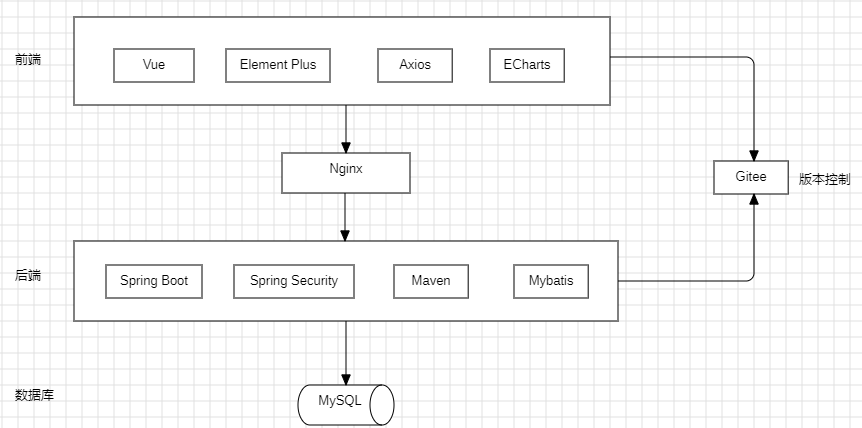 前端
Vue
Element Plus
Axios
ECharts
Nginx
Gitee
版本控制
后端
Spring Boot
Spring Security
Maven
Mybatis
数据库
MySQL